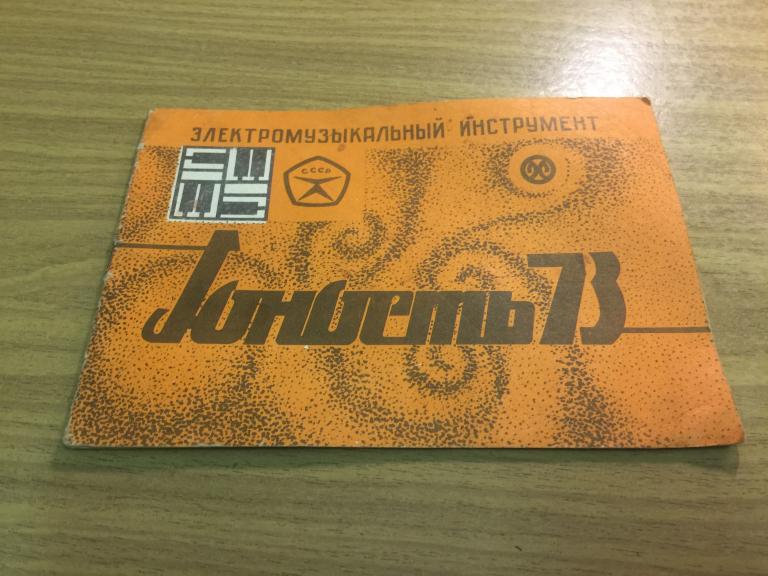 ЭЛЕКТРОМУЗЫКАЛЬНЫЙ ИНСТРУМЕНТ
СССР
Юность 73